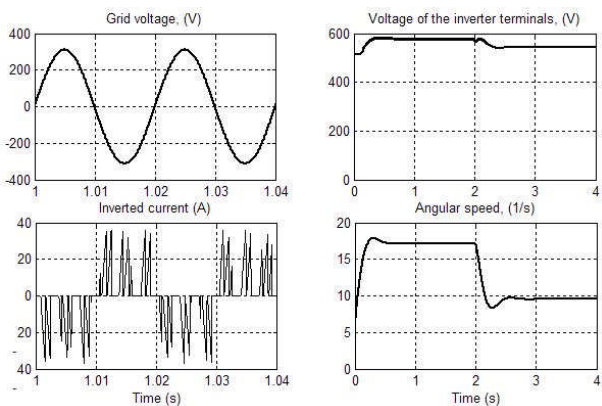 Grid voltage, (V)
400
200
0
-200
-400
1 1.01 1.02 1.03 1.04
Voltage of the inverter terminals, (V)
600
400
200
0
0 1 2 3 4
Inverted current (A)
40
20
0
20
-
40
-
1 1.01 1.02 1.03 1.04
Time (s)
Angular speed, (1/s)
20
15
10
5
0
0 1 2 3 4
Time (s)